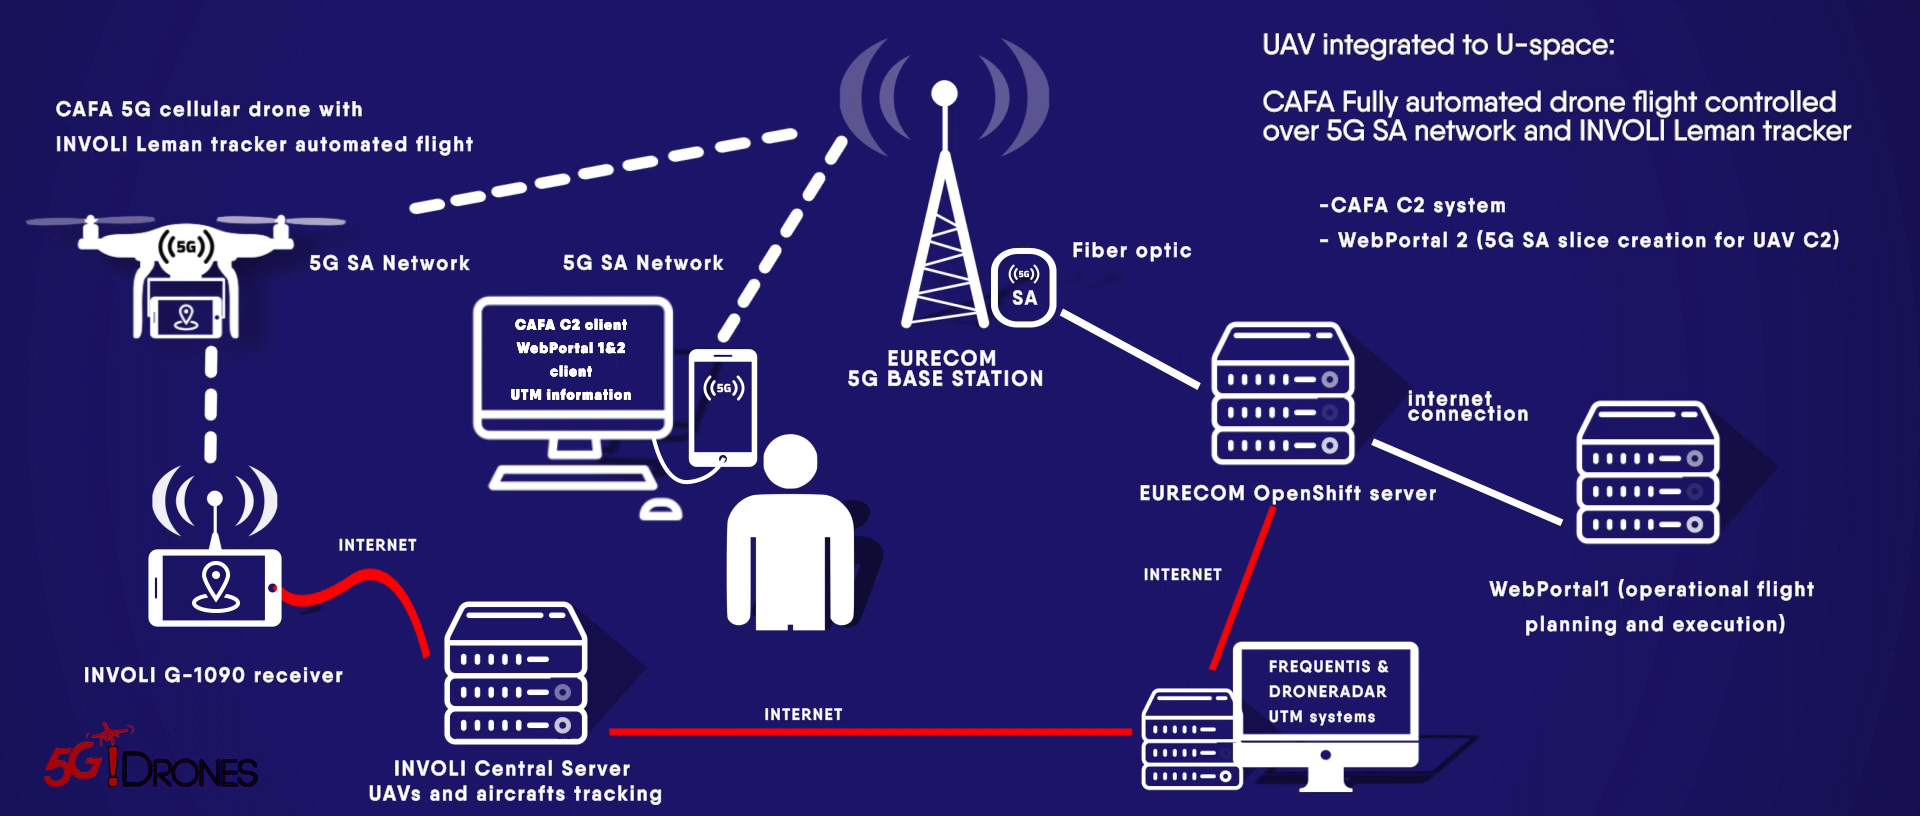 UAV integrated to U-space:
CAFA Fully automated drone flight controlled
over 5G SA network and INVOLI Leman tracker
-CAFA C2 system
- WebPortal 2 (5G SA slice creation for UAV C2)
CAFA 5G cellular drone with
INVOLI Leman tracker automated flight
((5G))
5G SA Network
5G SA Network
CAFA C2 client
WebPortal 1&2
client
UTM information
((5G))
((5G))
SA
Fiber optic
EURECOM
5G BASE STATION
internet
connection
EURECOM OpenShift server
WebPortal1 (operational flight
planning and execution)
INTERNET
INTERNET
INVOLI G-1090 receiver
FREQUENTIS &
DRONERADAR
UTM systems
INTERNET
INVOLI Central Server
UAVs and aircrafts tracking
5G!DRONES